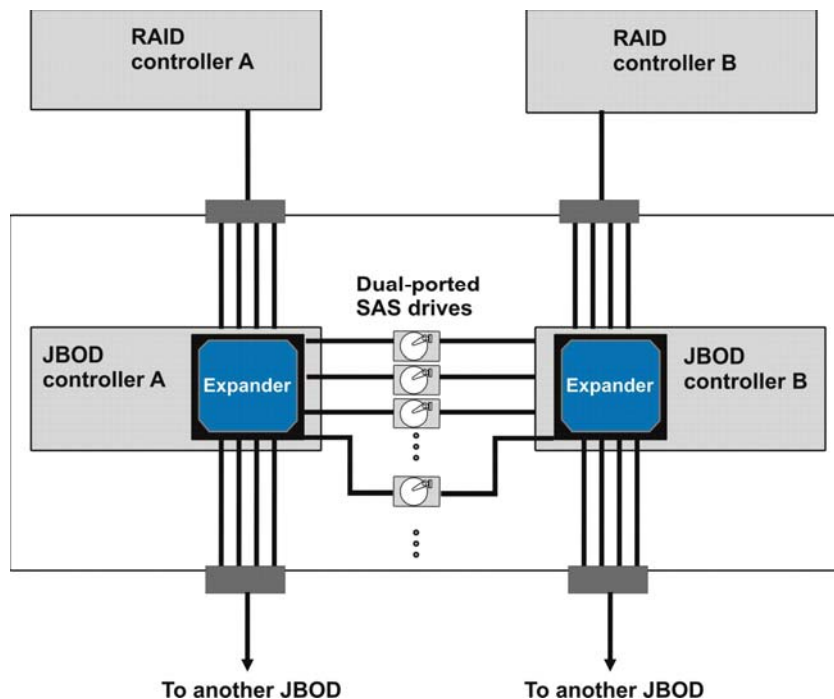 RAID
controller A
RAID
controller B
Dual-ported
SAS drives
JBOD
controller A
Expander
Expander
JBOD
controller B
To another JBOD
To another JBOD